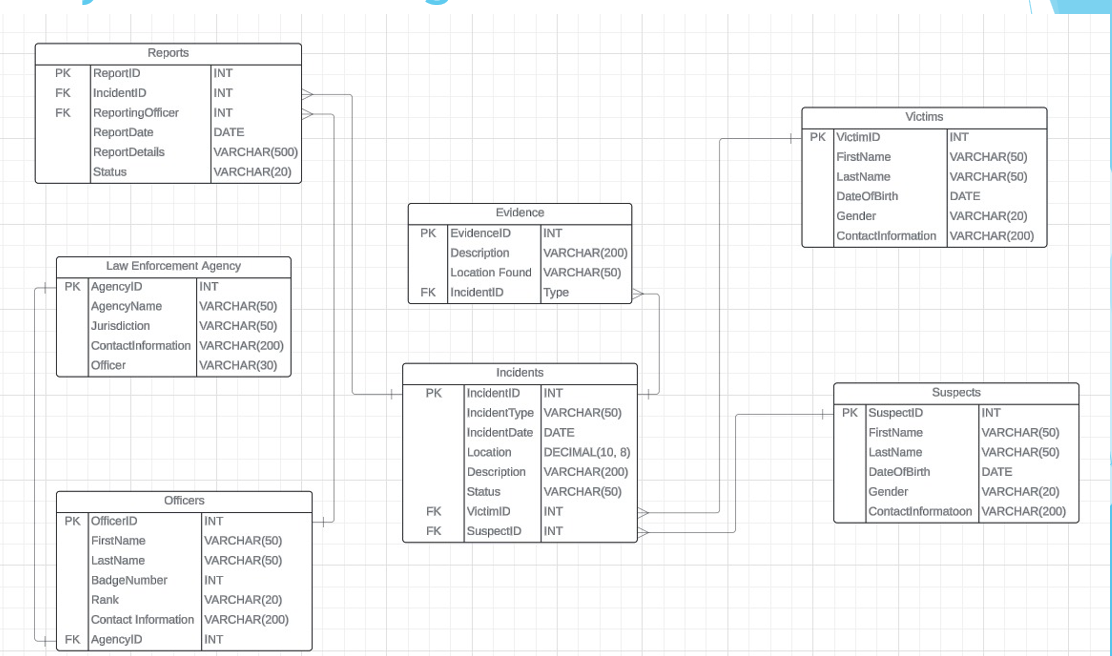 Reports
PK ReportID INT
FK IncidentID INT
FK ReportingOfficer INT
ReportDate DATE
ReportDetails VARCHAR(500)
Status VARCHAR(20)
Victims
PK VictimID INT
FirstName VARCHAR(50)
LastName VARCHAR(50)
DateOfBirth DATE
Gender VARCHAR(20)
ContactInformation VARCHAR(200)
Evidence
PK EvidenceID INT
Description VARCHAR(200)
Location Found VARCHAR(50)
FK IncidentID Type
Law Enforcement Agency
PK AgencyID INT
AgencyName VARCHAR(50)
Jurisdiction VARCHAR(50)
ContactInformation VARCHAR(200)
Officer VARCHAR(30)
Incidents
PK IncidentID INT
IncidentType VARCHAR(50)
IncidentDate DATE
Location DECIMAL(10, 8)
Description VARCHAR(200)
Status VARCHAR(50)
FK VictimID INT
FK SuspectID INT
Suspects
PK SuspectID INT
FirstName VARCHAR(50)
LastName VARCHAR(50)
DateOfBirth DATE
Gender VARCHAR(20)
ContactInformatoon VARCHAR(200)
Officers
PK OfficerID INT
FirstName VARCHAR(50)
LastName VARCHAR(50)
BadgeNumber INT
Rank VARCHAR(20)
Contact Information VARCHAR(200)
FK AgencyID INT